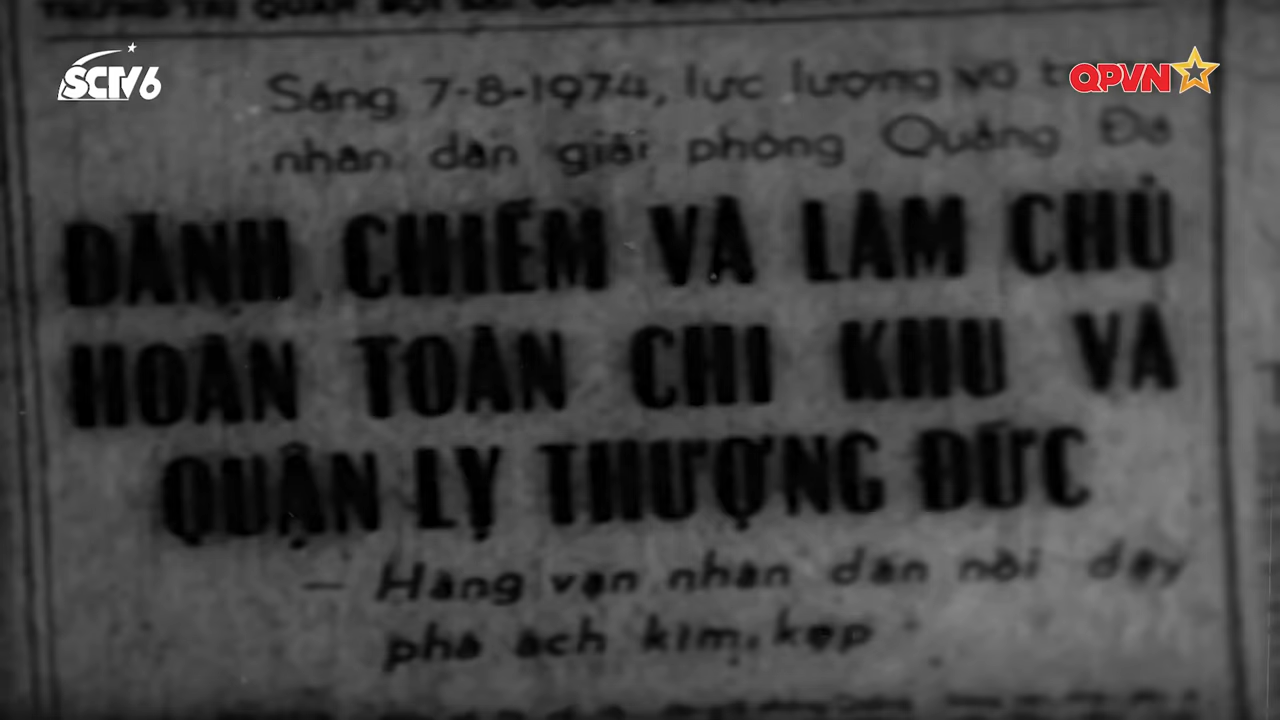 SCTV6
QPVN
Sáng 7-8-1974, lực lượng võ
nhân dân giải phóng Quảng Đà
ĐÁNH CHIẾM VÀ LÀM CHỦ
HOÀN TOÀN CHI KHU VÀ
QUẬN LỴ THƯỢNG ĐỨC
— Hàng vạn nhân dân nổi dậy
phá ách kìm kẹp